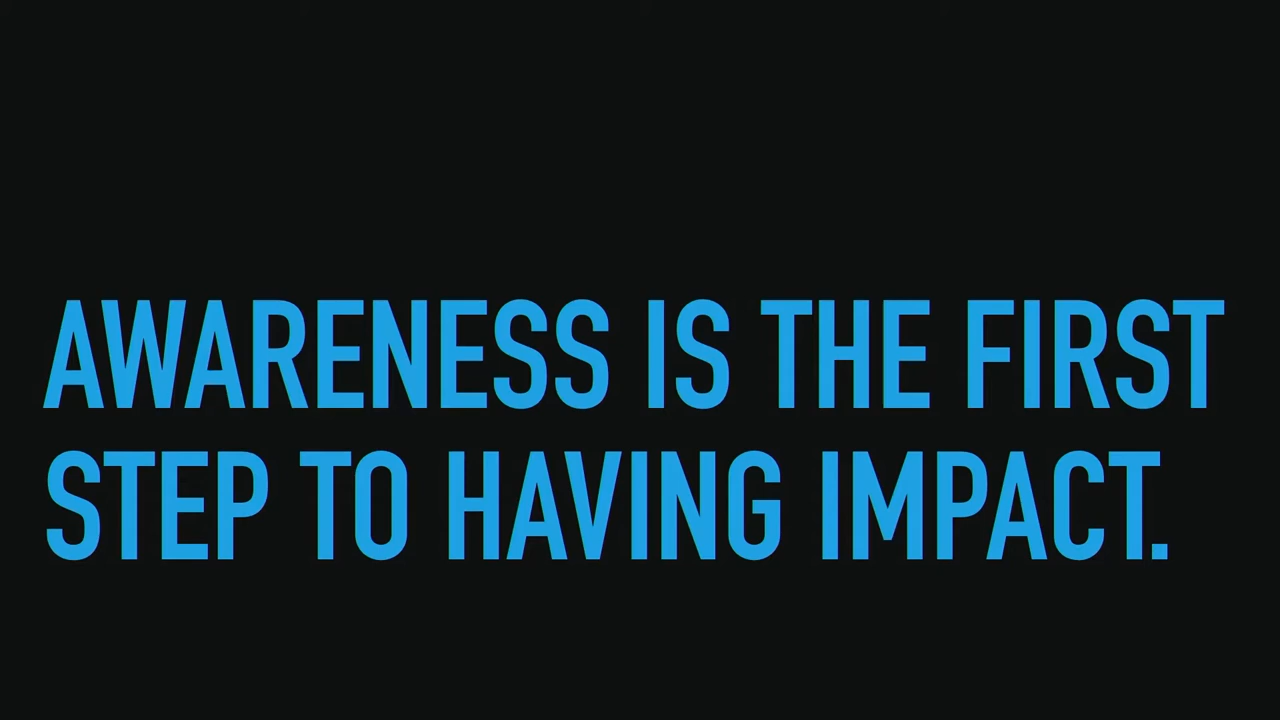 AWARENESS IS THE FIRST
STEP TO HAVING IMPACT.